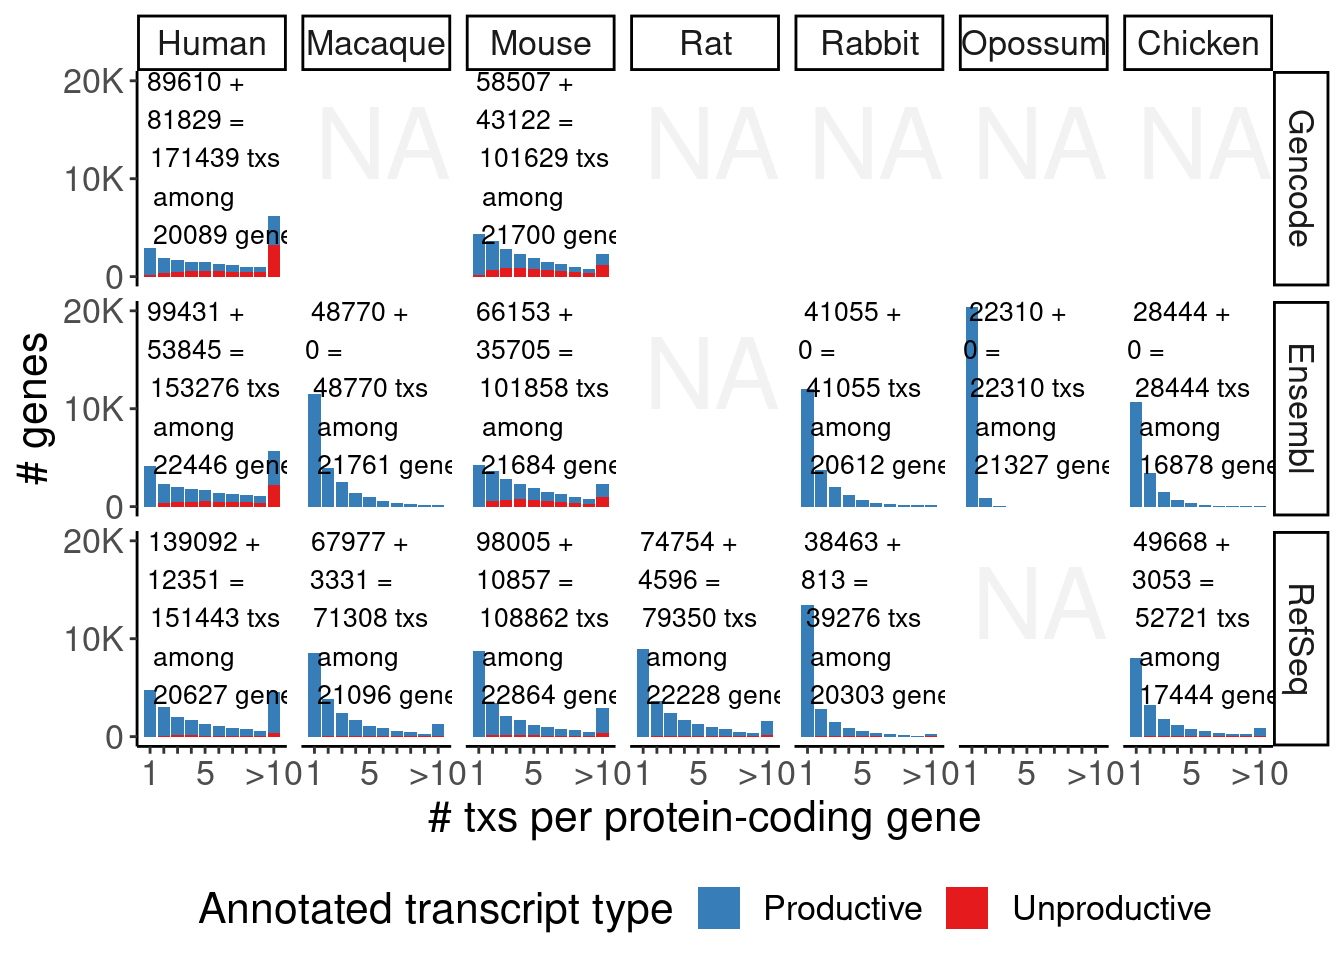 Human Macaque Mouse Rat Rabbit Opossum Chicken
20K
10K
0
89610 +
81829 =
171439 txs
among
20089 gene
NA
58507 +
43122 =
101629 txs
among
21700 gene
NA
NA
NA
NA
Gencode
# genes
20K
10K
0
99431 +
53845 =
153276 txs
among
22446 gene
48770 +
0 =
48770 txs
among
21761 gene
66153 +
35705 =
101858 txs
among
21684 gene
NA
41055 +
0 =
41055 txs
among
20612 gene
22310 +
0 =
22310 txs
among
21327 gene
28444 +
0 =
28444 txs
among
16878 gene
Ensembl
20K
10K
0
139092 +
12351 =
151443 txs
among
20627 gene
67977 +
3331 =
71308 txs
among
21096 gene
98005 +
10857 =
108862 txs
among
22864 gene
74754 +
4596 =
79350 txs
among
22228 gene
38463 +
813 =
39276 txs
among
20303 gene
NA
49668 +
3053 =
52721 txs
among
17444 gene
RefSeq
1 5 >10 1 5 >10 1 5 >10 1 5 >10 1 5 >10 1 5 >10 1 5 >10
# txs per protein-coding gene
Annotated transcript type Productive Unproductive